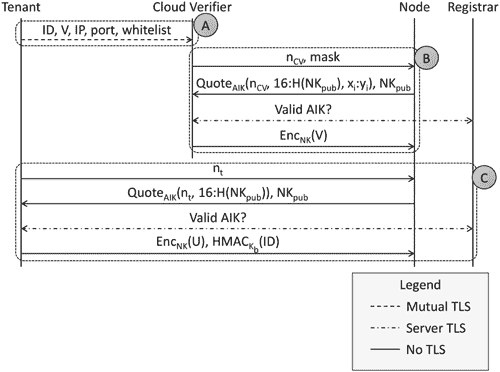 Tenant Cloud Verifier Node Registrar
ID, V, IP, port, whitelist
A
n_CV, mask
B
Quote_AIK(n_CV, 16:H(NK_pub), x_i:y_i), NK_pub
Valid AIK?
Enc_NK(V)
n_t
C
Quote_AIK(n_t, 16:H(NK_pub)), NK_pub
Valid AIK?
Enc_NK(U), HMAC_K_b(ID)
Legend
Mutual TLS
Server TLS
No TLS